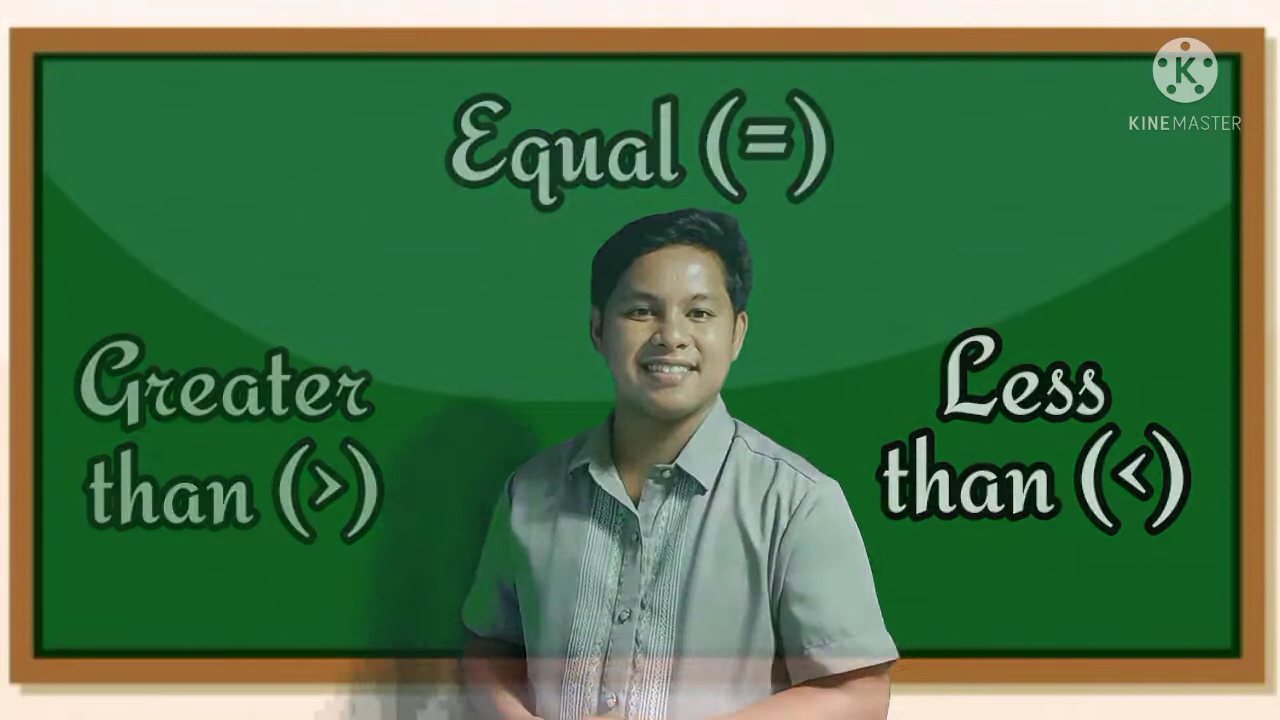 Equal (=)
Greater
than (>)
Less
than (<)
K
KINEMASTER